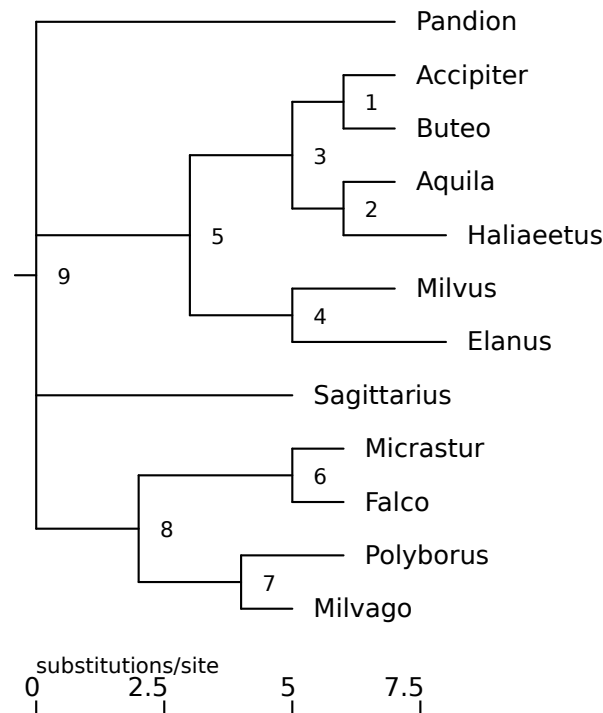 Pandion
Accipiter
1
Buteo
3
Aquila
2
Haliaeetus
5
9
Milvus
4
Elanus
Sagittarius
Micrastur
6
Falco
8
Polyborus
7
Milvago
substitutions/site
0 2.5 5 7.5